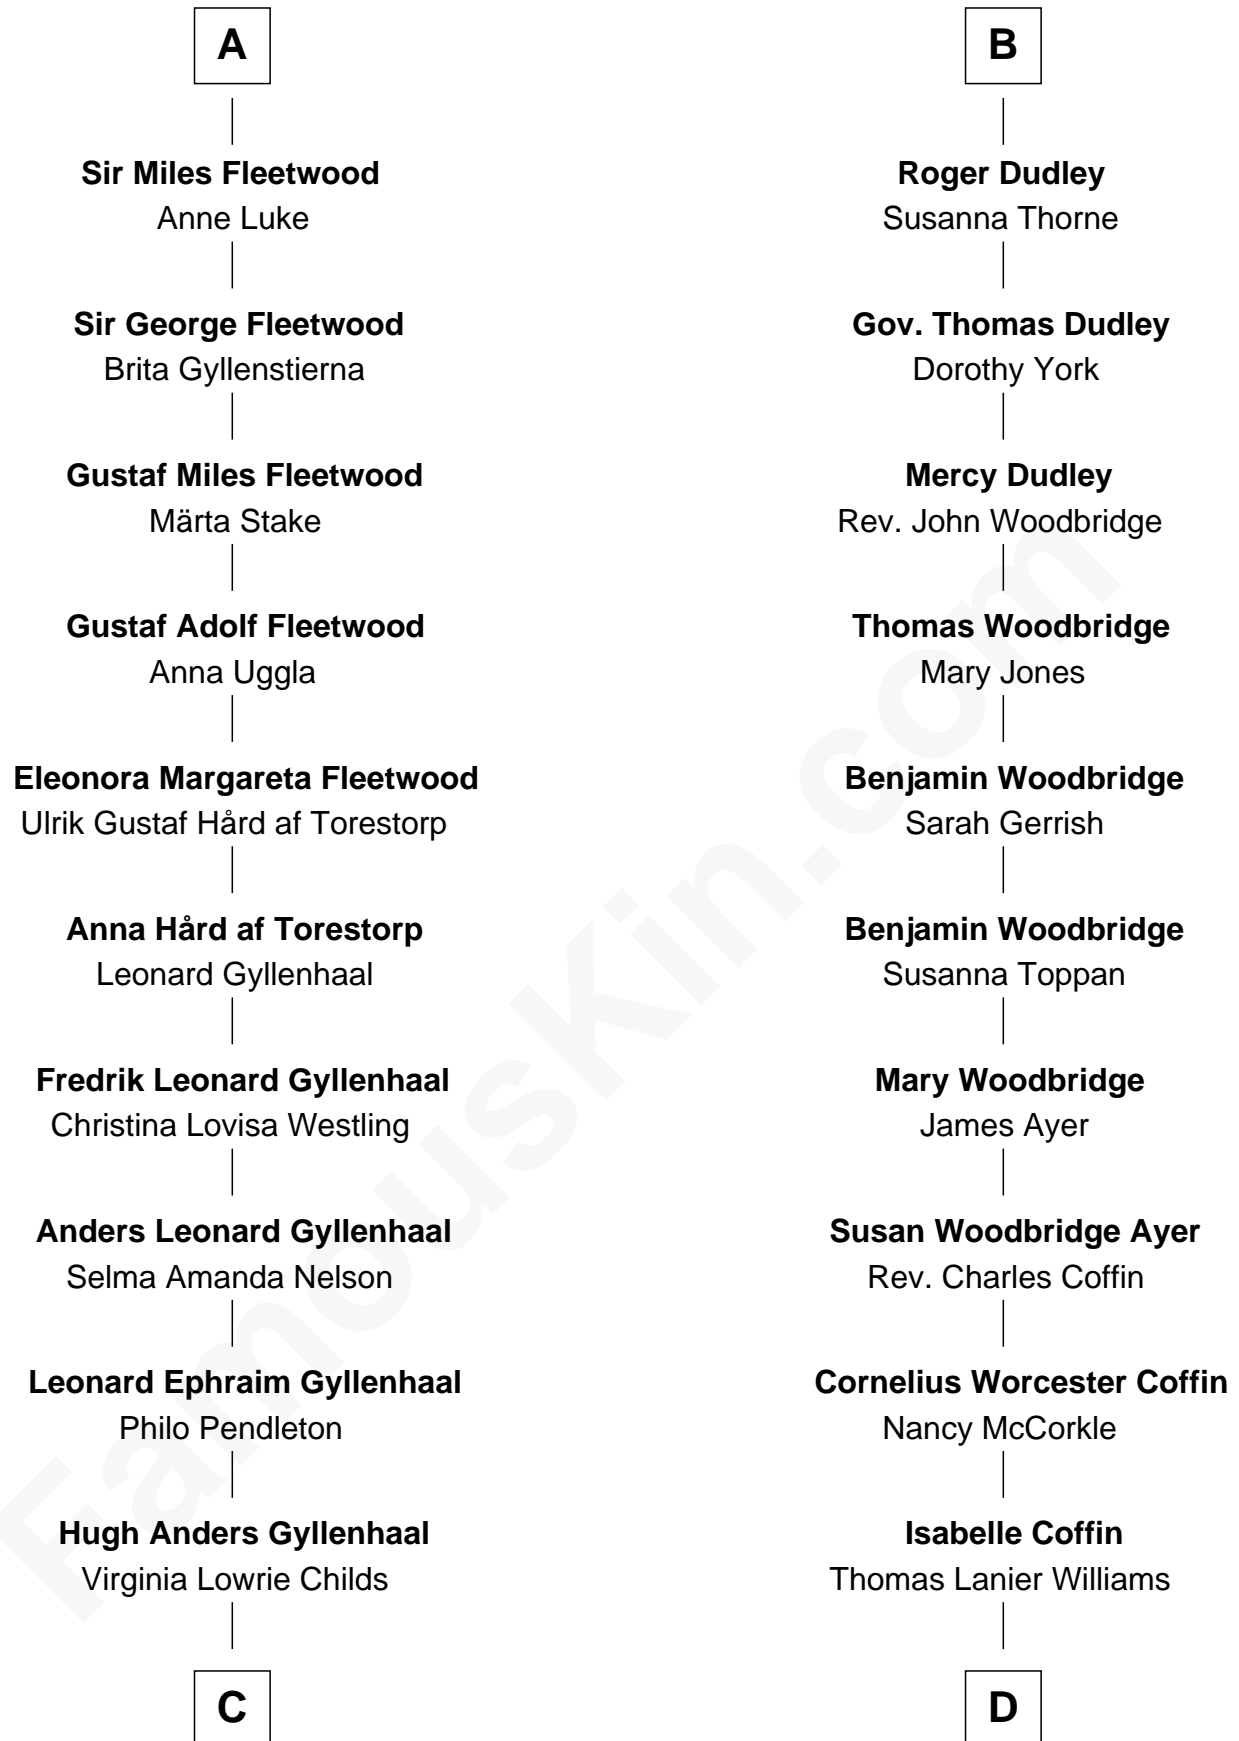 A
Sir Miles Fleetwood
Anne Luke
Sir George Fleetwood
Brita Gyllenstierna
Gustaf Miles Fleetwood
Märta Stake
Gustaf Adolf Fleetwood
Anna Uggla
Eleonora Margareta Fleetwood
Ulrik Gustaf Hård af Torestorp
Anna Hård af Torestorp
Leonard Gyllenhaal
Fredrik Leonard Gyllenhaal
Christina Lovisa Westling
Anders Leonard Gyllenhaal
Selma Amanda Nelson
Leonard Ephraim Gyllenhaal
Philo Pendleton
Hugh Anders Gyllenhaal
Virginia Lowrie Childs
C
B
Roger Dudley
Susanna Thorne
Gov. Thomas Dudley
Dorothy York
Mercy Dudley
Rev. John Woodbridge
Thomas Woodbridge
Mary Jones
Benjamin Woodbridge
Sarah Gerrish
Benjamin Woodbridge
Susanna Toppan
Mary Woodbridge
James Ayer
Susan Woodbridge Ayer
Rev. Charles Coffin
Cornelius Worcester Coffin
Nancy McCorkle
Isabelle Coffin
Thomas Lanier Williams
D
FamousKin.com